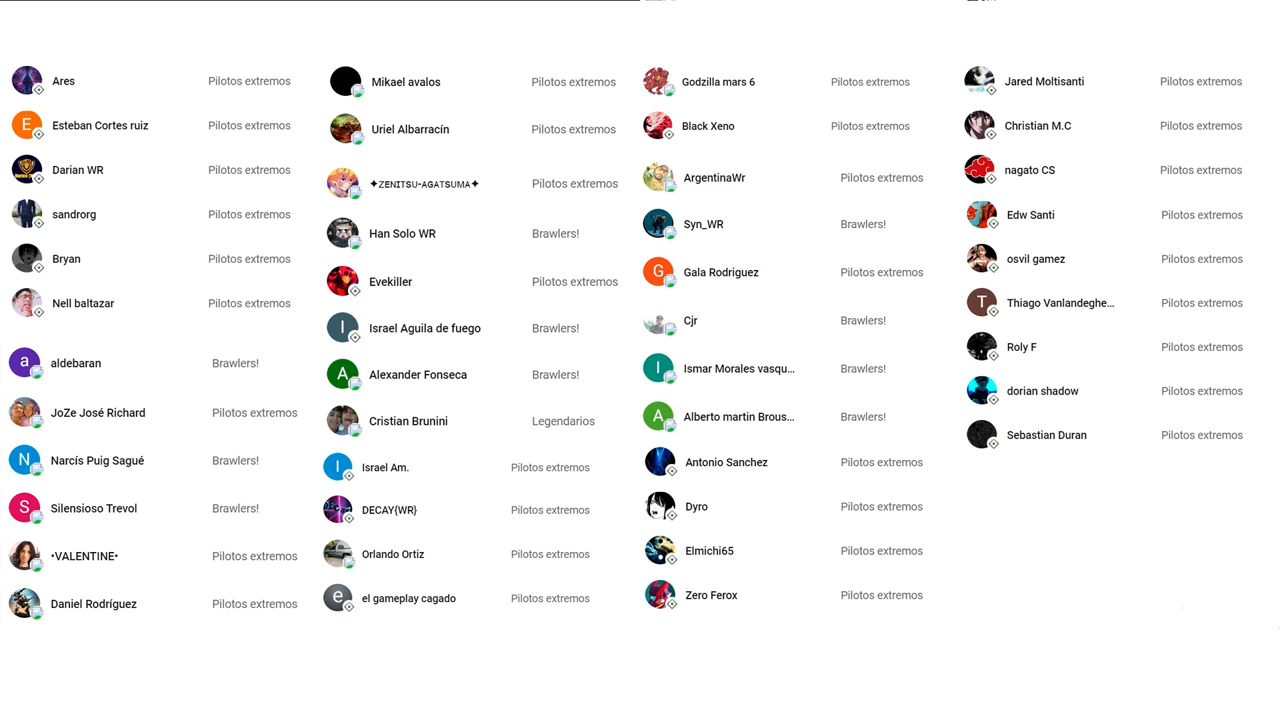 Ares Pilotos extremos
E Esteban Cortes ruiz Pilotos extremos
Darian WR Pilotos extremos
sandrorg Pilotos extremos
Bryan Pilotos extremos
Nell baltazar Pilotos extremos
a aldebaran Brawlers!
JoZe José Richard Pilotos extremos
N Narcís Puig Sagué Brawlers!
S Silensioso Trevol Brawlers!
•VALENTINE• Pilotos extremos
Daniel Rodríguez Pilotos extremos
Mikael avalos Pilotos extremos
Uriel Albarracín Pilotos extremos
✦ZENITSU-AGATSUMA✦ Pilotos extremos
Han Solo WR Brawlers!
Evekiller Pilotos extremos
I Israel Aguila de fuego Brawlers!
A Alexander Fonseca Brawlers!
Cristian Brunini Legendarios
I Israel Am. Pilotos extremos
DECAY{WR} Pilotos extremos
Orlando Ortiz Pilotos extremos
e el gameplay cagado Pilotos extremos
Godzilla mars 6 Pilotos extremos
Black Xeno Pilotos extremos
ArgentinaWr Pilotos extremos
Syn_WR Brawlers!
G Gala Rodriguez Pilotos extremos
Cjr Brawlers!
I Ismar Morales vasqu... Brawlers!
A Alberto martin Brous... Brawlers!
Antonio Sanchez Pilotos extremos
Dyro Pilotos extremos
Elmichi65 Pilotos extremos
Zero Ferox Pilotos extremos
Jared Moltisanti Pilotos extremos
Christian M.C Pilotos extremos
nagato CS Pilotos extremos
Edw Santi Pilotos extremos
osvil gamez Pilotos extremos
T Thiago Vanlandeghe... Pilotos extremos
Roly F Pilotos extremos
dorian shadow Pilotos extremos
Sebastian Duran Pilotos extremos